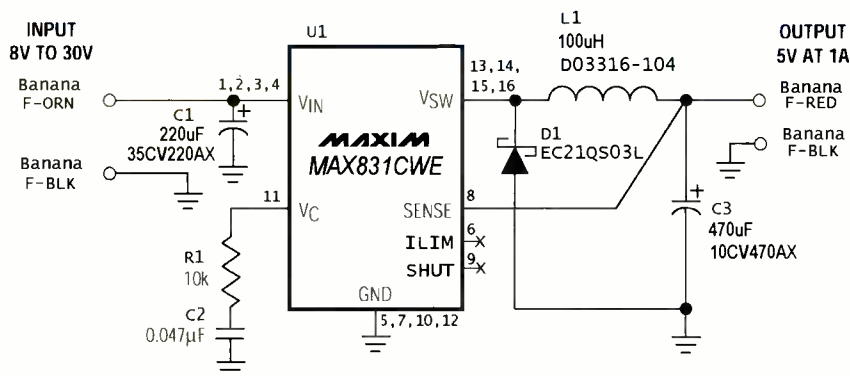 INPUT
8V TO 30V
Banana
F-ORN
1,2,3,4
C1
220uF
35CV220AX
Banana
F-BLK
11
R1
10k
C2
0.047µF
U1
VIN
VSW
MAXIM
MAX831CWE
VC
SENSE
ILIM
SHUT
GND
5,7,10,12
13,14,
15,16
8
6
9
L1
100uH
DO3316-104
D1
EC21QS03L
C3
470uF
10CV470AX
OUTPUT
5V AT 1A
Banana
F-RED
Banana
F-BLK